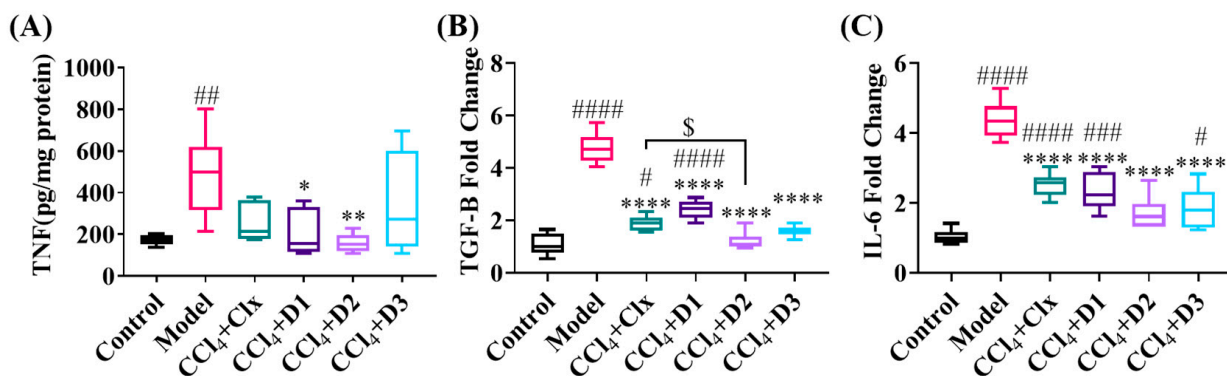 (A)
TNF(pg/mg protein)
1000
800
600
400
200
0
##
*
**
Control
Model
CCl₄+Clx
CCl₄+D1
CCl₄+D2
CCl₄+D3
(B)
TGF-B Fold Change
8
6
4
2
0
####
$
#
****
####
****
****
****
Control
Model
CCl₄+Clx
CCl₄+D1
CCl₄+D2
CCl₄+D3
(C)
IL-6 Fold Change
6
4
2
0
####
####
****
###
****
****
#
****
Control
Model
CCl₄+Clx
CCl₄+D1
CCl₄+D2
CCl₄+D3